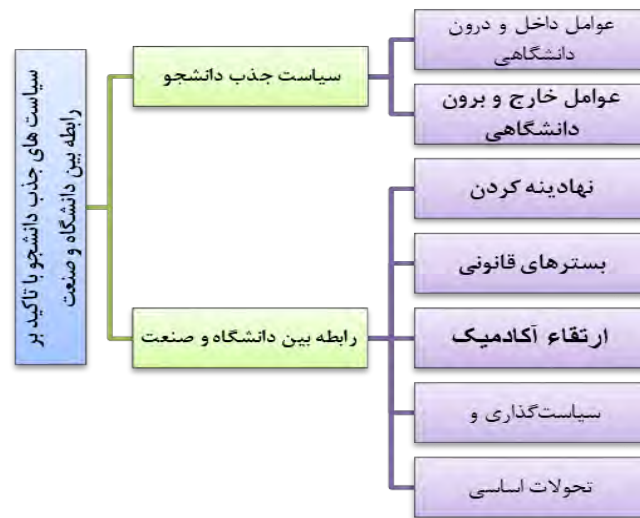 سیاست های جذب دانشجو با تاکید بر
رابطه بین دانشگاه و صنعت
سیاست جذب دانشجو
عوامل داخل و درون
دانشگاهی
عوامل خارج و برون
دانشگاهی
رابطه بین دانشگاه و صنعت
نهادینه کردن
بسترهای قانونی
ارتقاء آکادمیک
سیاست‌گذاری و
تحولات اساسی